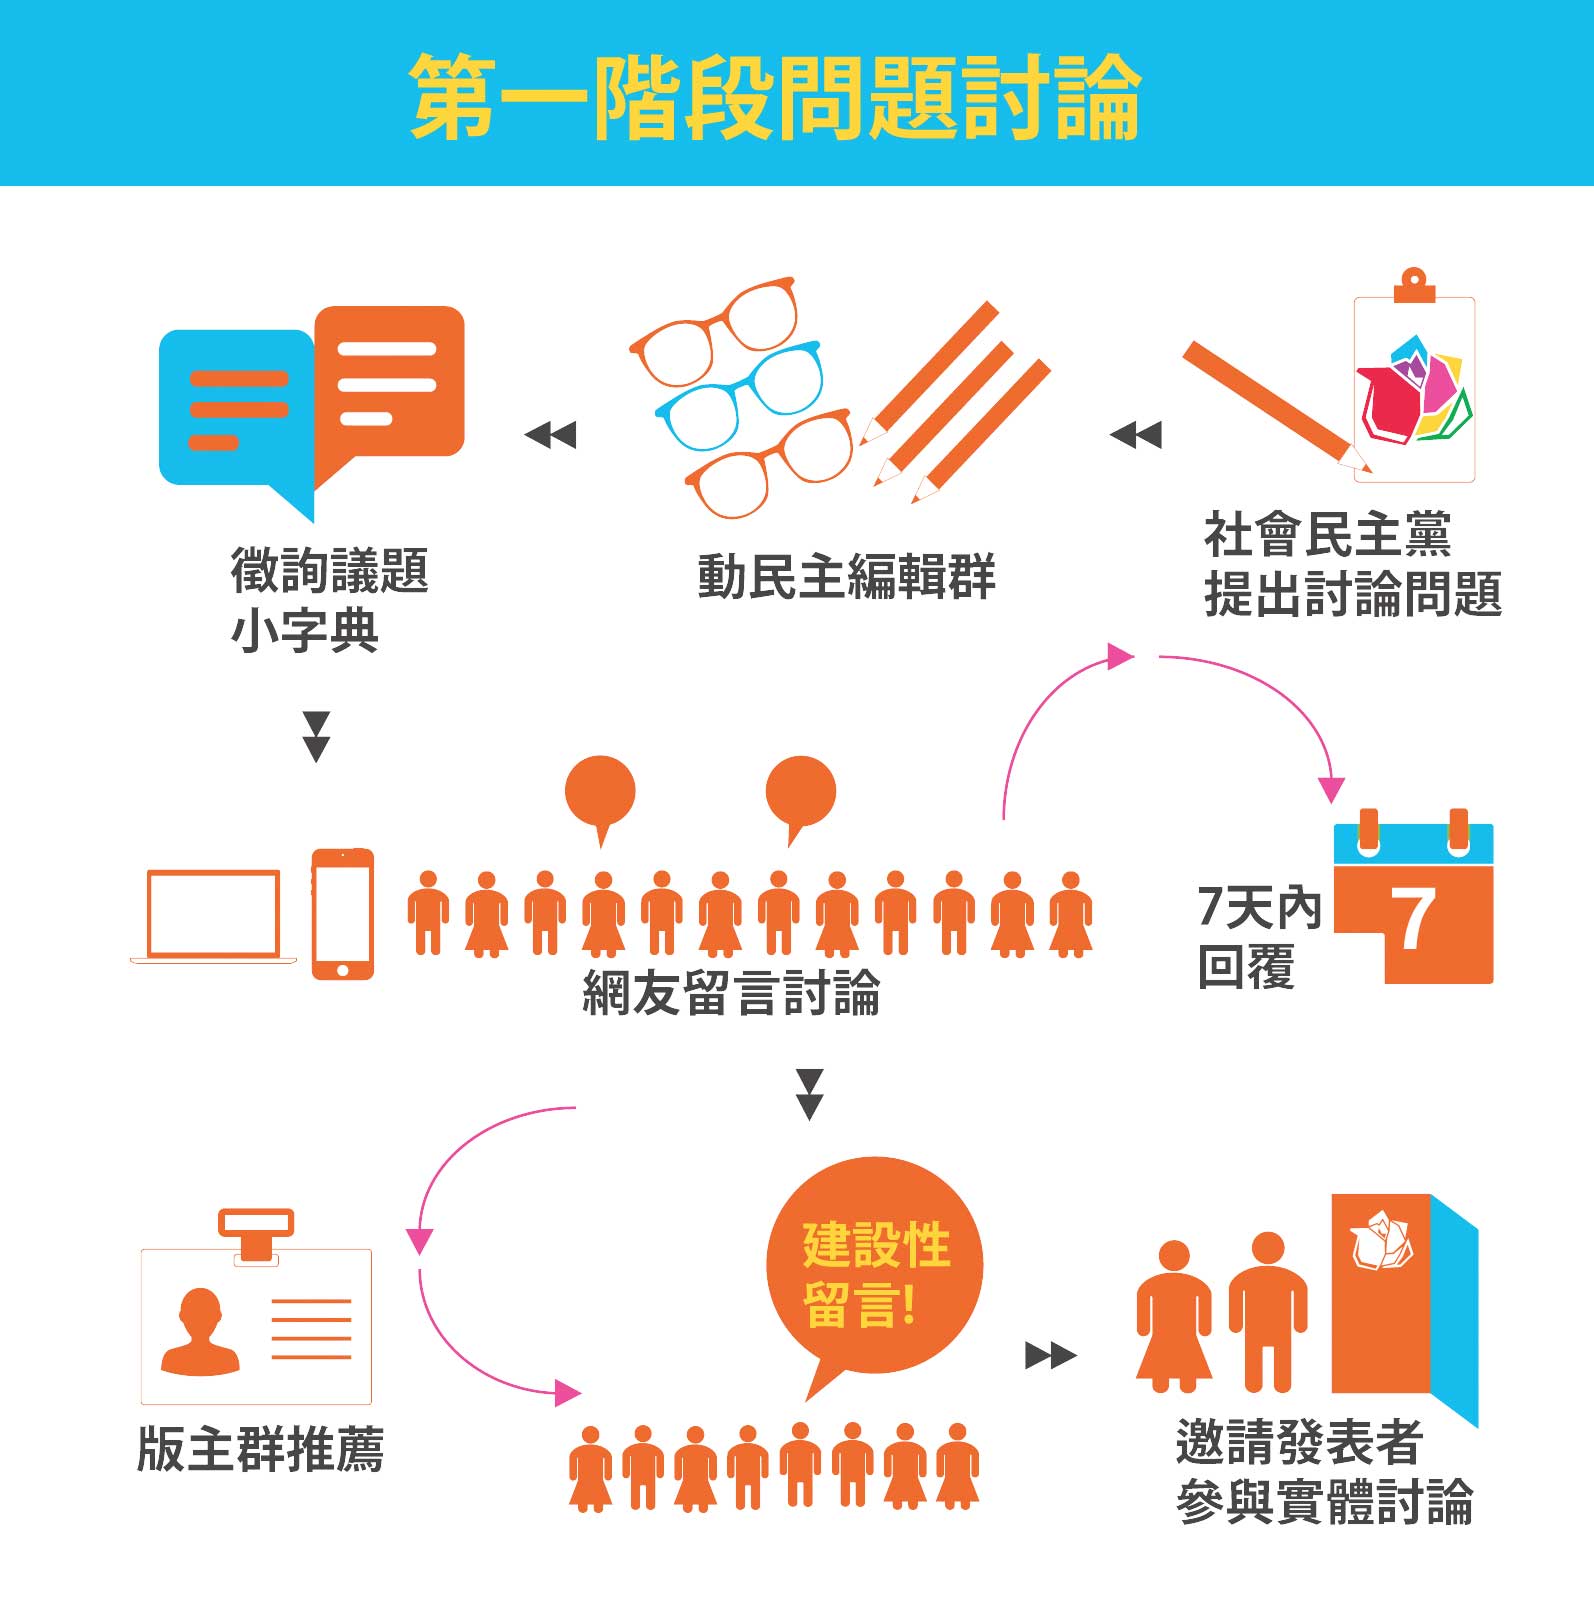 第一階段問題討論
徵詢議題
小字典
動民主編輯群
社會民主黨
提出討論問題
網友留言討論
7天內
回覆
7
版主群推薦
建設性
留言!
邀請發表者
參與實體討論